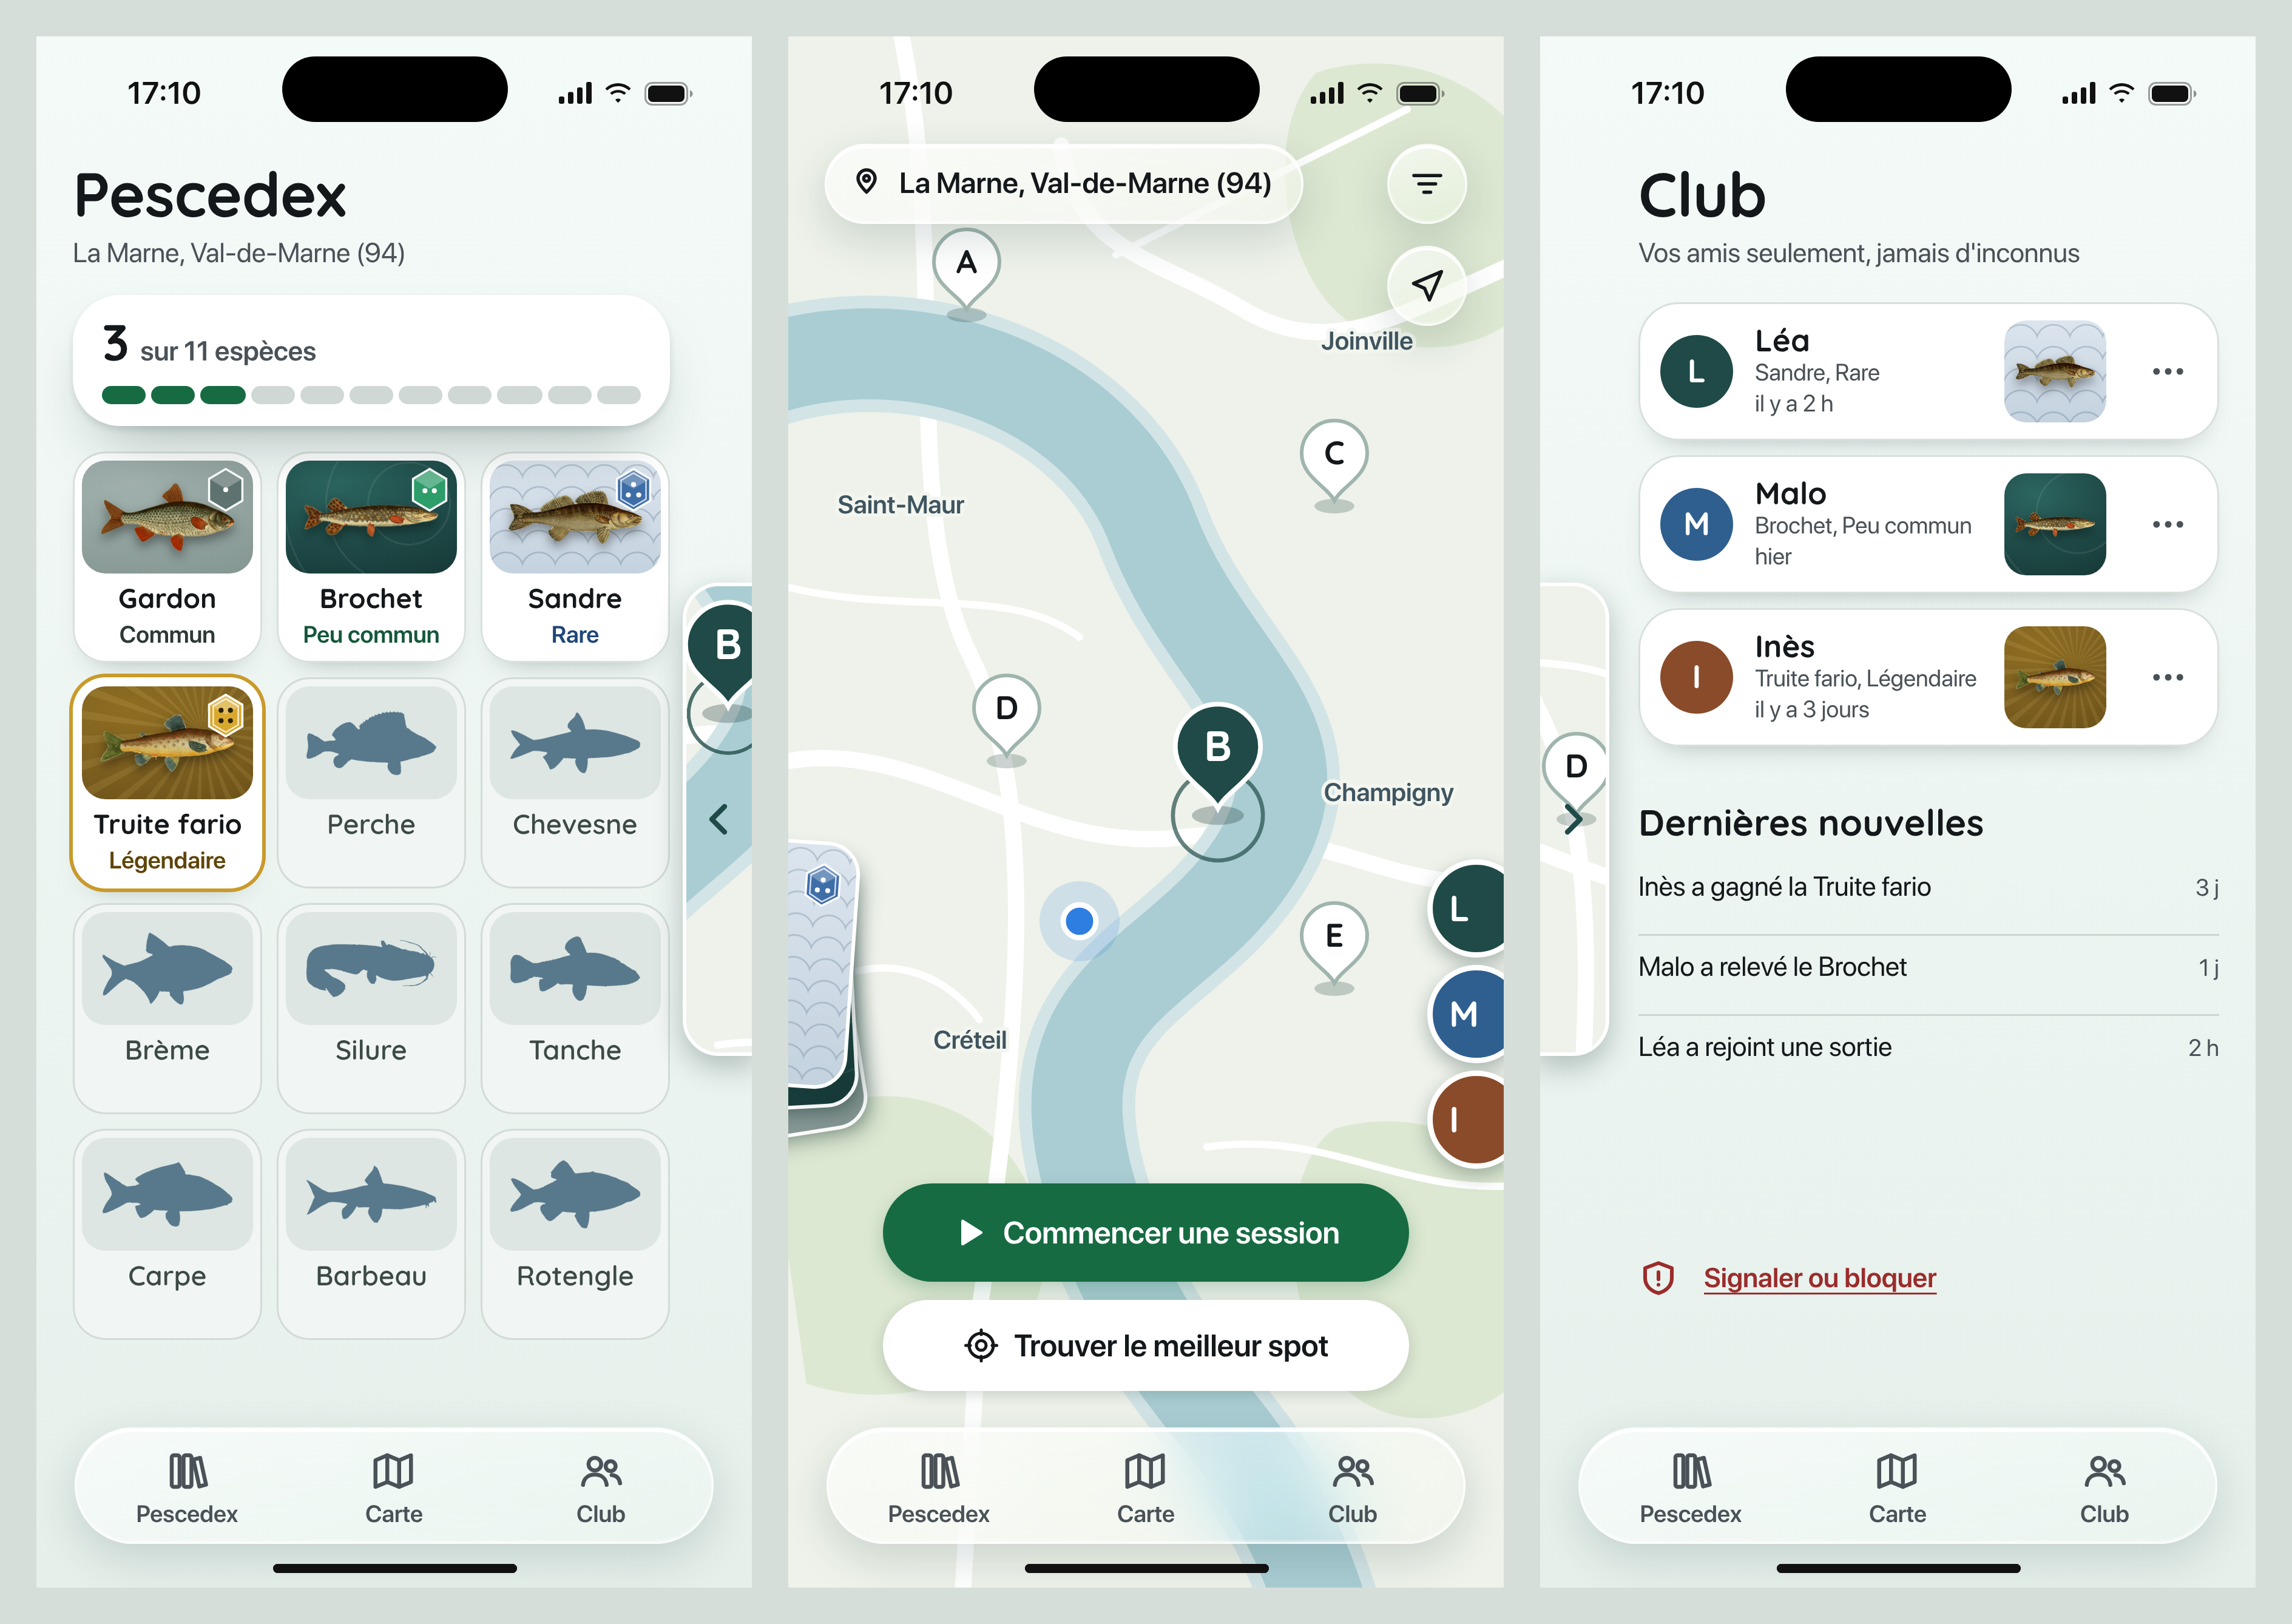 17:10
Pescedex
La Marne, Val-de-Marne (94)
3 sur 11 espèces
Gardon
Commun
Brochet
Peu commun
Sandre
Rare
Truite fario
Légendaire
Perche
Chevesne
Brème
Silure
Tanche
Carpe
Barbeau
Rotengle
B
Pescedex
Carte
Club
17:10
La Marne, Val-de-Marne (94)
A
Joinville
C
Saint-Maur
D
B
Champigny
L
E
M
Créteil
I
Commencer une session
Trouver le meilleur spot
Pescedex
Carte
Club
17:10
Club
Vos amis seulement, jamais d'inconnus
L
Léa
Sandre, Rare
il y a 2 h
M
Malo
Brochet, Peu commun
hier
I
Inès
Truite fario, Légendaire
il y a 3 jours
D
Dernières nouvelles
Inès a gagné la Truite fario 3 j
Malo a relevé le Brochet 1 j
Léa a rejoint une sortie 2 h
Signaler ou bloquer
Pescedex
Carte
Club